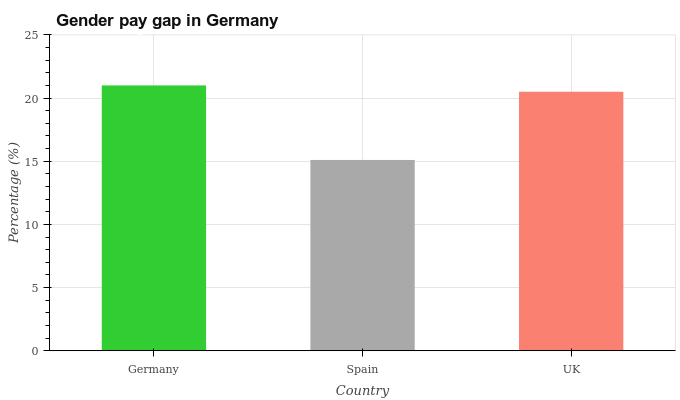 Gender pay gap in Germany
25
20
15
10
5
0
Percentage (%)
Germany
Spain
UK
Country